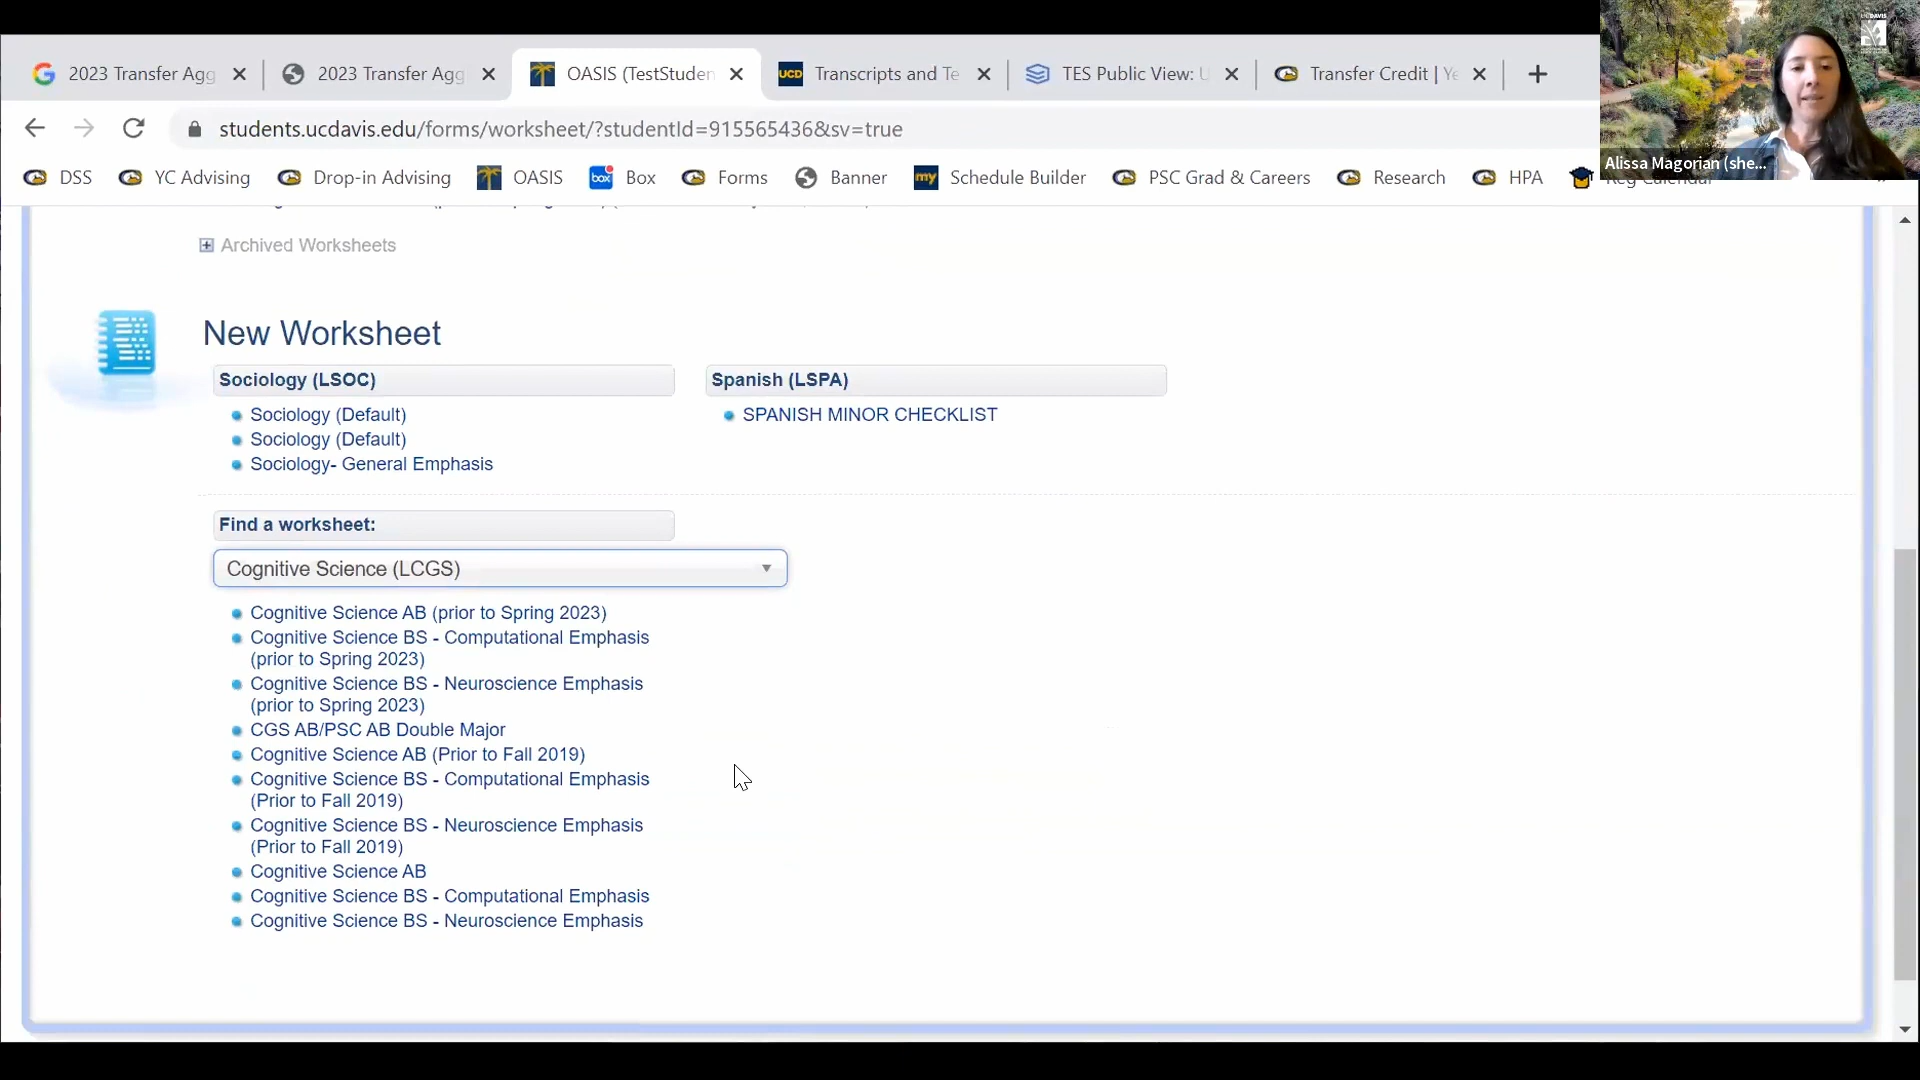 2023 Transfer Agg
2023 Transfer Agg
OASIS (TestStuden
UCD Transcripts and Te
TES Public View: U
Transfer Credit | Ye
students.ucdavis.edu/forms/worksheet/?studentId=915565436&sv=true
DSS
YC Advising
Drop-in Advising
OASIS
box Box
Forms
Banner
my Schedule Builder
PSC Grad & Careers
Research
HPA
Reg Calendar
Alissa Magorian (she...
Archived Worksheets
New Worksheet
Sociology (LSOC)
Sociology (Default)
Sociology (Default)
Sociology- General Emphasis
Spanish (LSPA)
SPANISH MINOR CHECKLIST
Find a worksheet:
Cognitive Science (LCGS)
Cognitive Science AB (prior to Spring 2023)
Cognitive Science BS - Computational Emphasis
(prior to Spring 2023)
Cognitive Science BS - Neuroscience Emphasis
(prior to Spring 2023)
CGS AB/PSC AB Double Major
Cognitive Science AB (Prior to Fall 2019)
Cognitive Science BS - Computational Emphasis
(Prior to Fall 2019)
Cognitive Science BS - Neuroscience Emphasis
(Prior to Fall 2019)
Cognitive Science AB
Cognitive Science BS - Computational Emphasis
Cognitive Science BS - Neuroscience Emphasis